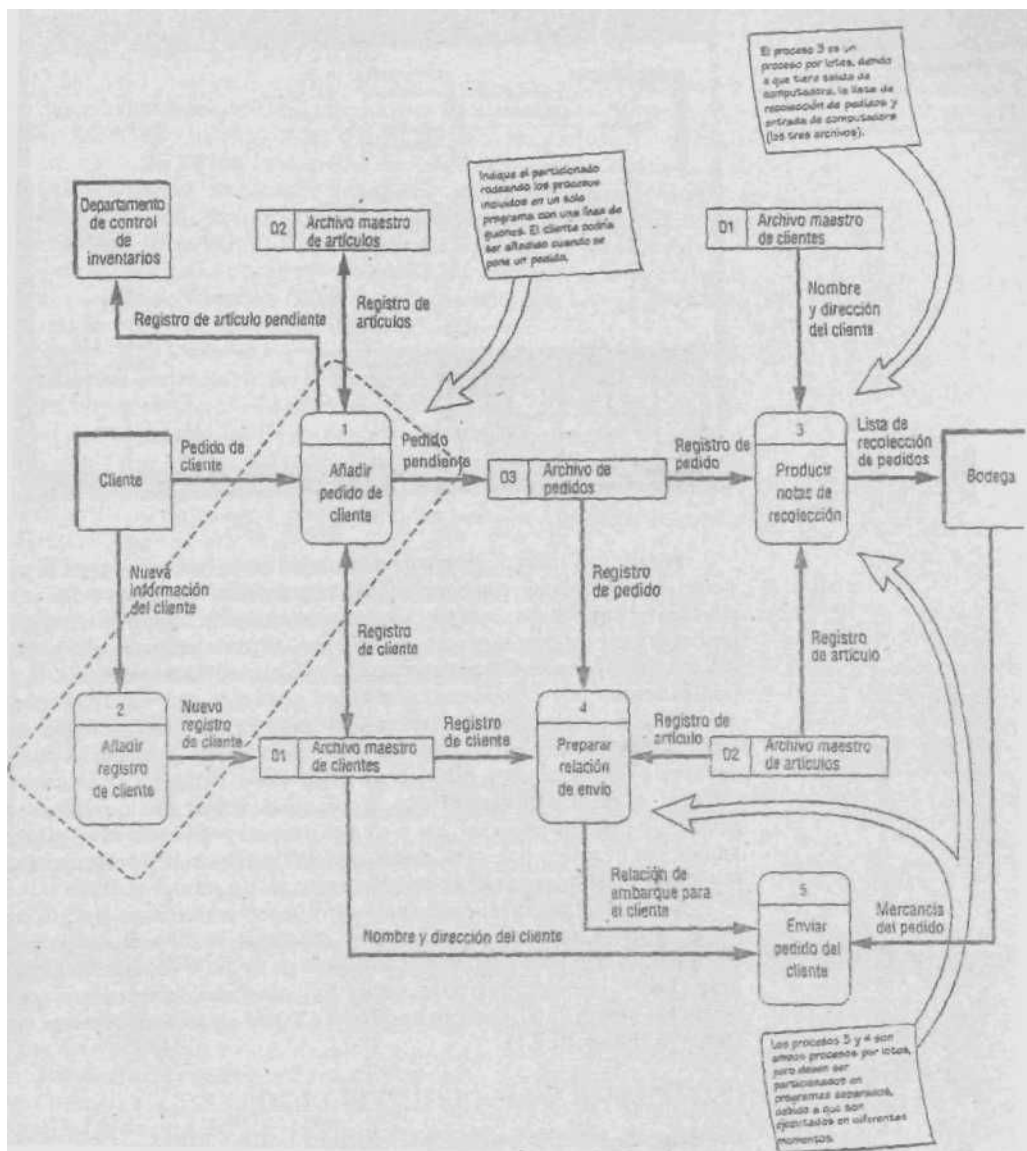 El proceso 3 es un
proceso por lotes, debido
a que tiene salida de
computadora, la lista de
recolección de pedidos y
entrada de computadora
(los tres archivos).
Indique el particionado
rodeando los procesos
incluidos en un solo
programa con una línea de
guiones. El cliente podría
ser añadido cuando se
pone un pedido.
Departamento
de control
de
inventarios
D2 Archivo maestro
de artículos
D1 Archivo maestro
de clientes
Registro de artículo pendiente
Registro de
artículos
Nombre
y dirección
del cliente
Cliente
Pedido de
cliente
1
Añadir
pedido de
cliente
Pedido
pendiente
D3 Archivo de
pedidos
Registro de
pedido
3
Producir
notas de
recolección
Lista de
recolección
de pedidos
Bodega
Nueva
información
del cliente
Registro
de cliente
Registro
de pedido
Registro
de artículo
2
Añadir
registro
de cliente
Nuevo
registro
de cliente
D1 Archivo maestro
de clientes
Registro
de cliente
4
Preparar
relación
de envío
Registro de
artículo
D2 Archivo maestro
de artículos
Relación de
embarque para
el cliente
Nombre y dirección del cliente
5
Enviar
pedido del
cliente
Mercancía
del pedido
Los procesos 3 y 4 son
ambos procesos por lotes,
pero deben ser
particionados en
programas separados,
debido a que son
ejecutados en diferentes
momentos.